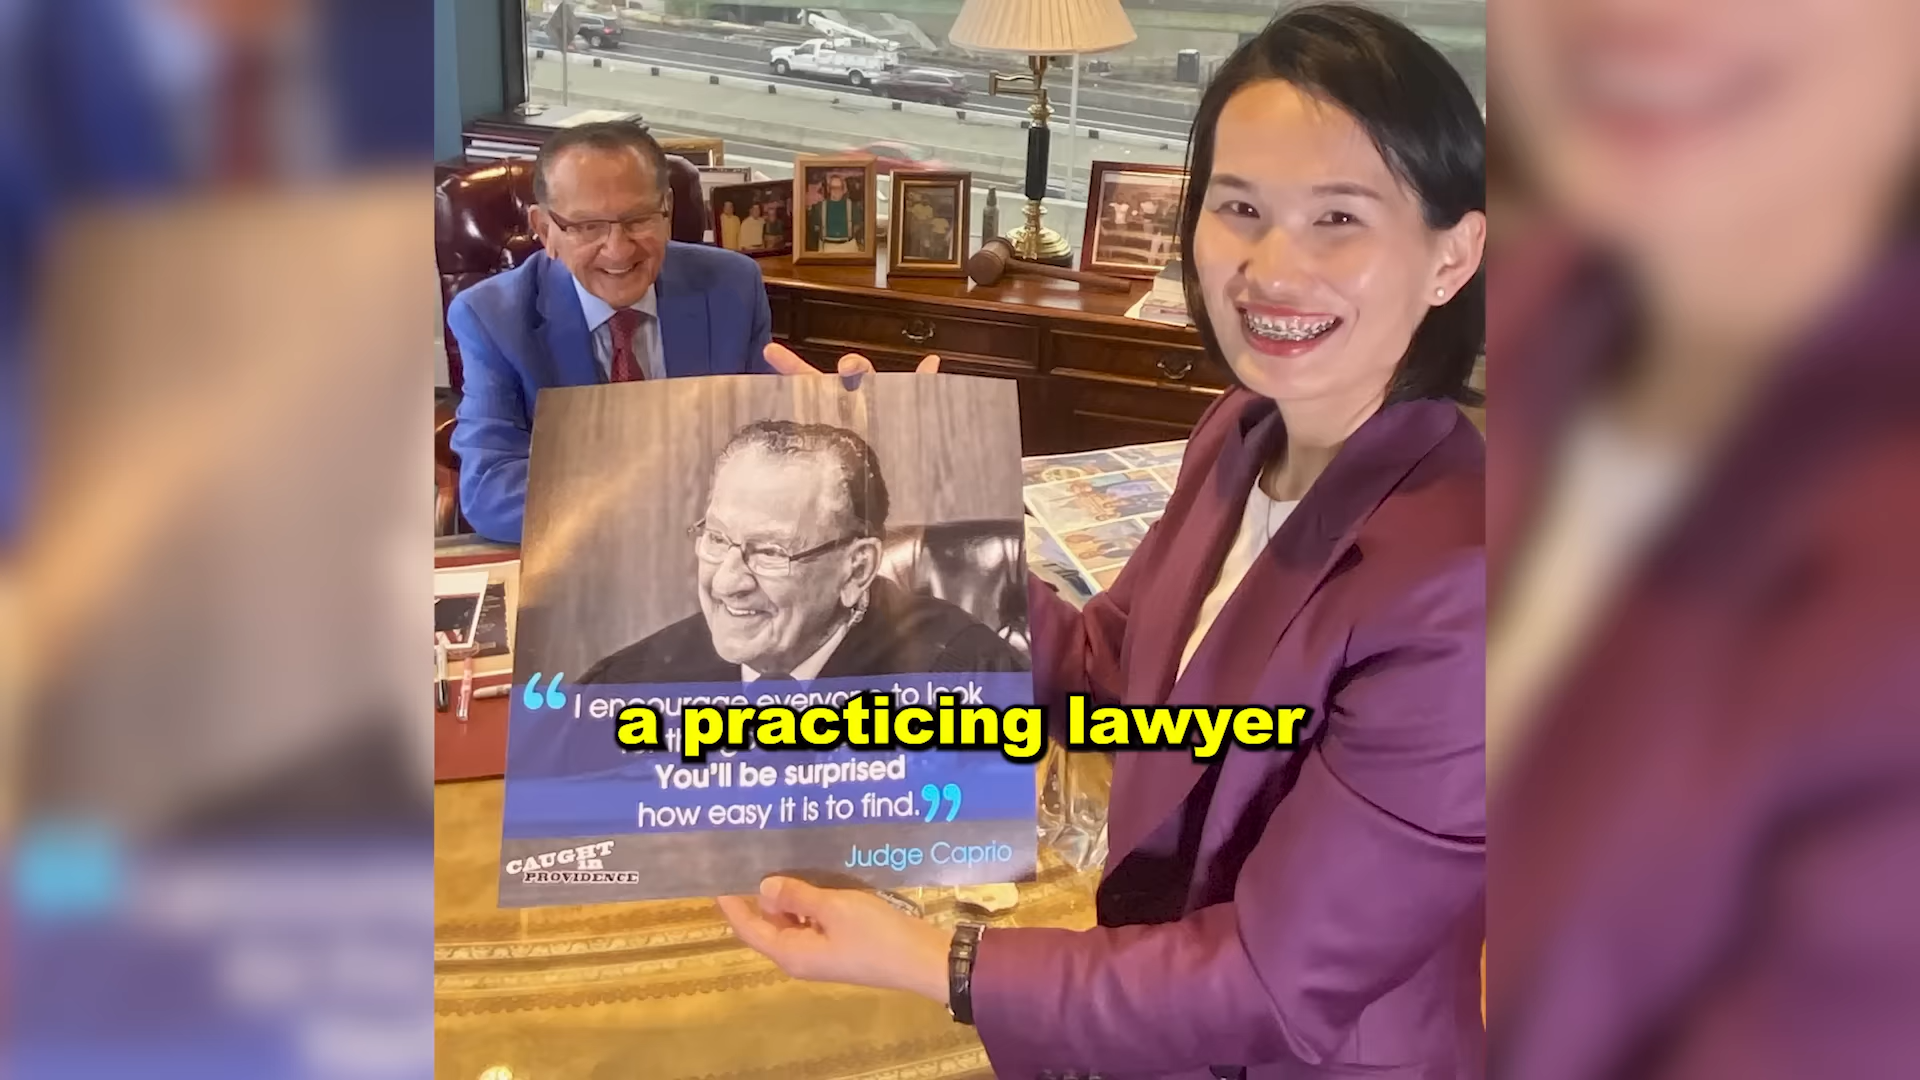 “ I encourage everyone to look
a practicing lawyer
You'll be surprised
how easy it is to find. ”
Judge Caprio
CAUGHT
in
PROVIDENCE